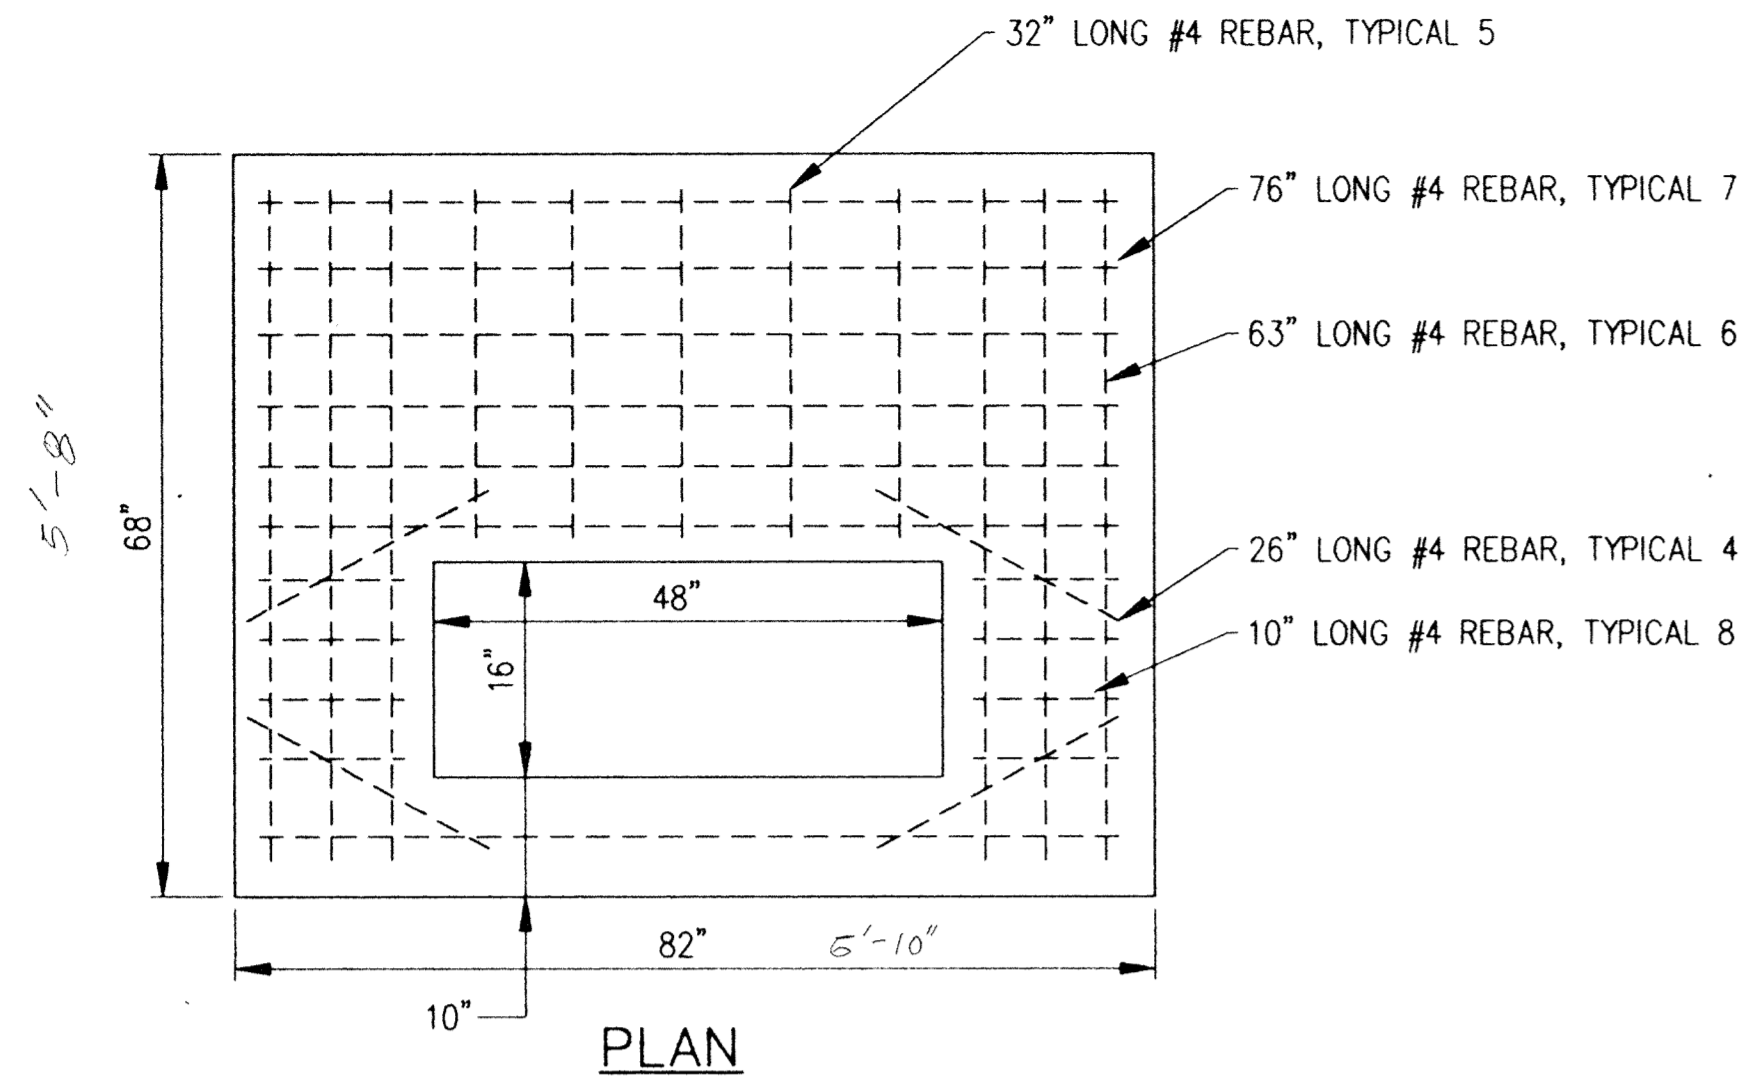 32" LONG #4 REBAR, TYPICAL 5
76" LONG #4 REBAR, TYPICAL 7
63" LONG #4 REBAR, TYPICAL 6
5'-8"
68"
26" LONG #4 REBAR, TYPICAL 4
48"
10" LONG #4 REBAR, TYPICAL 8
16"
82" 6'-10"
10"
PLAN